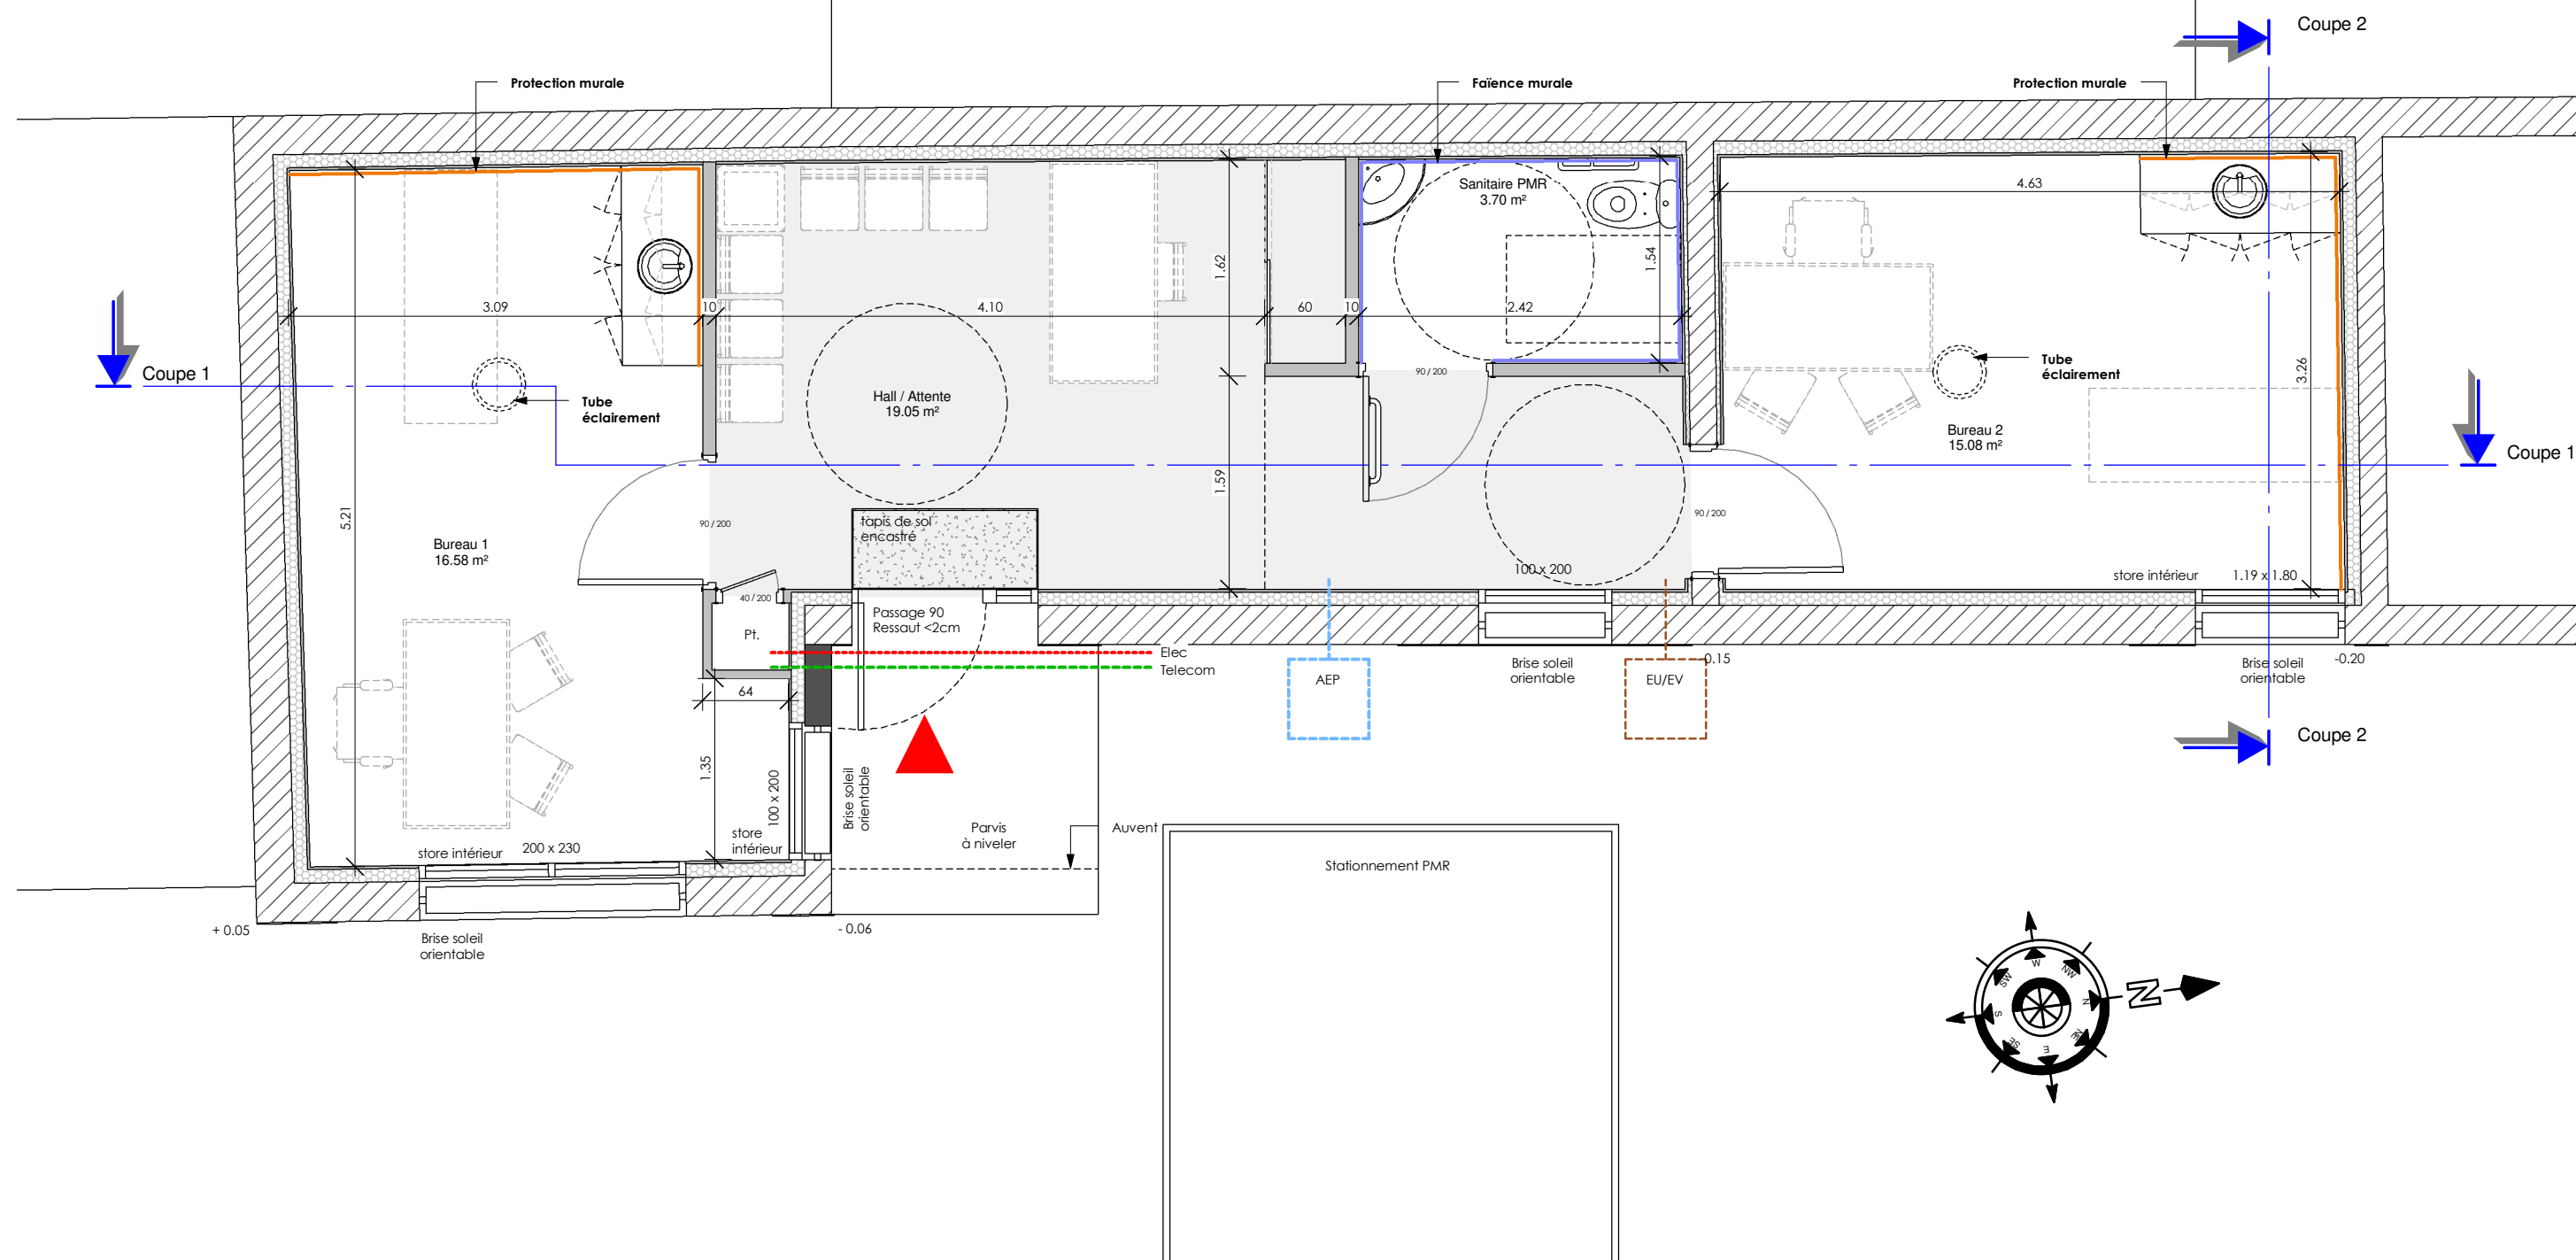 Coupe 2
Protection murale
Faïence murale
Protection murale
Sanitaire PMR
3.70 m²
4.63
1.62
1.54
3.09
10
4.10
60
10
2.42
Coupe 1
90 / 200
Tube
éclairement
3.26
Hall / Attente
19.05 m²
Tube
éclairement
Bureau 2
15.08 m²
Coupe 1
1.59
5.21
90 / 200
90 / 200
tapis de sol
encastré
Bureau 1
16.58 m²
100 x 200
store intérieur
1.19 x 1.80
40 / 200
Passage 90
Ressaut <2cm
Pt.
Elec
Telecom
AEP
Brise soleil
orientable
EU/EV
0.15
Brise soleil
orientable
-0.20
64
Coupe 2
1.35
100 x 200
Brise soleil
orientable
store
intérieur
Parvis
à niveler
Auvent
store intérieur
200 x 230
Stationnement PMR
+ 0.05
- 0.06
Brise soleil
orientable
W
NW
N
NE
E
SE
S
SW
N